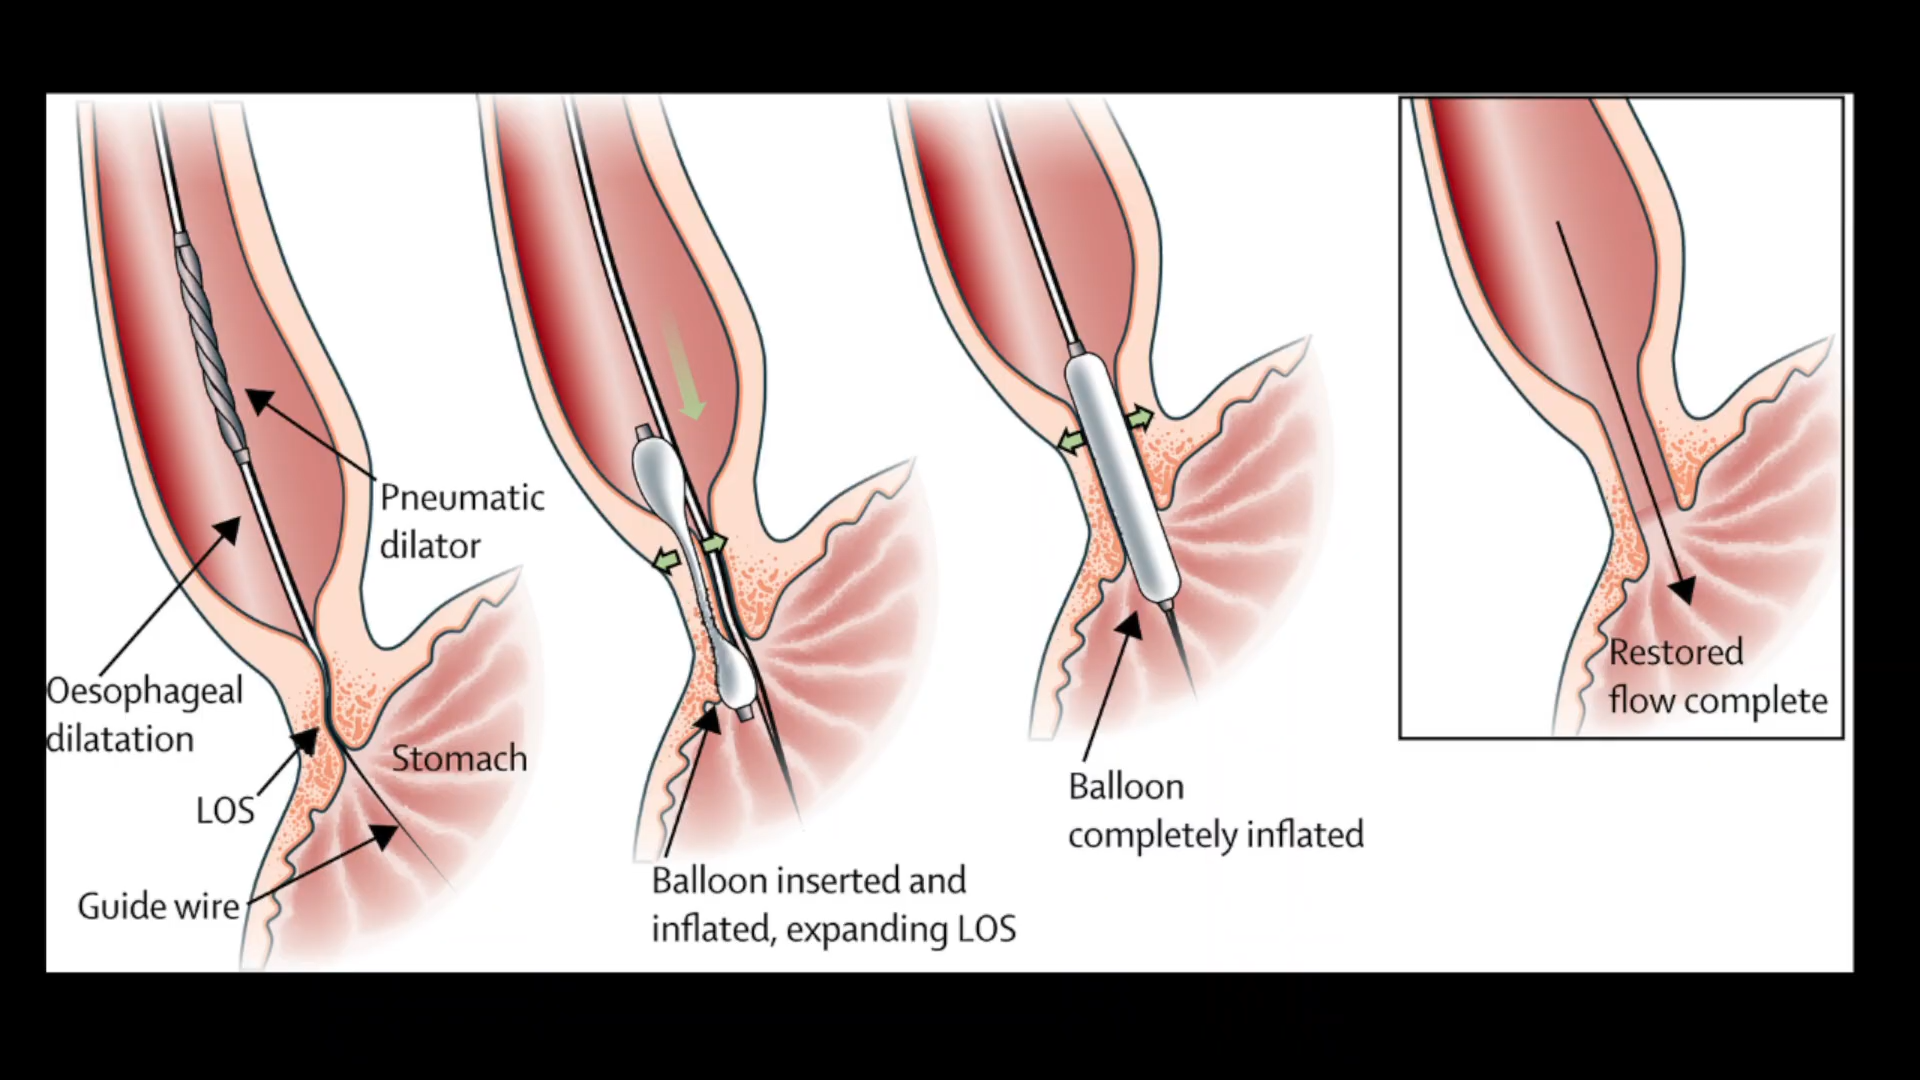 Pneumatic
dilator
Oesophageal
dilatation
LOS
Stomach
Guide wire
Balloon inserted and
inflated, expanding LOS
Balloon
completely inflated
Restored
flow complete